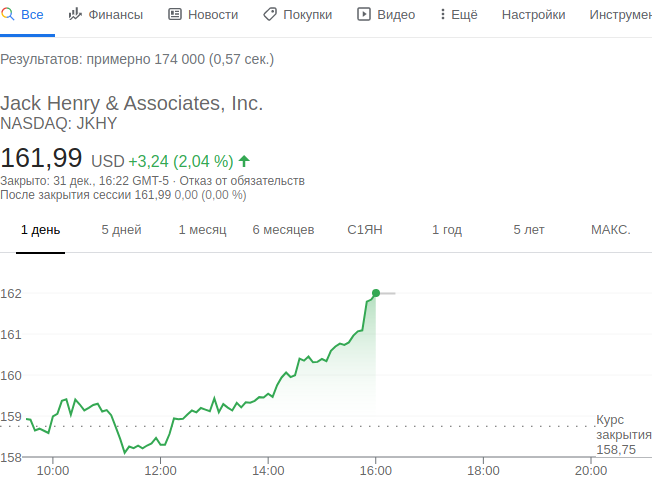 Все Финансы Новости Покупки Видео Ещё Настройки Инструмен
Результатов: примерно 174 000 (0,57 сек.)
Jack Henry & Associates, Inc.
NASDAQ: JKHY
161,99 USD +3,24 (2,04 %)
Закрыто: 31 дек., 16:22 GMT-5 · Отказ от обязательств
После закрытия сессии 161,99 0,00 (0,00 %)
1 день 5 дней 1 месяц 6 месяцев С1ЯН 1 год 5 лет МАКС.
162
161
160
159
Курс
закрытия
158,75
158
10:00 12:00 14:00 16:00 18:00 20:00